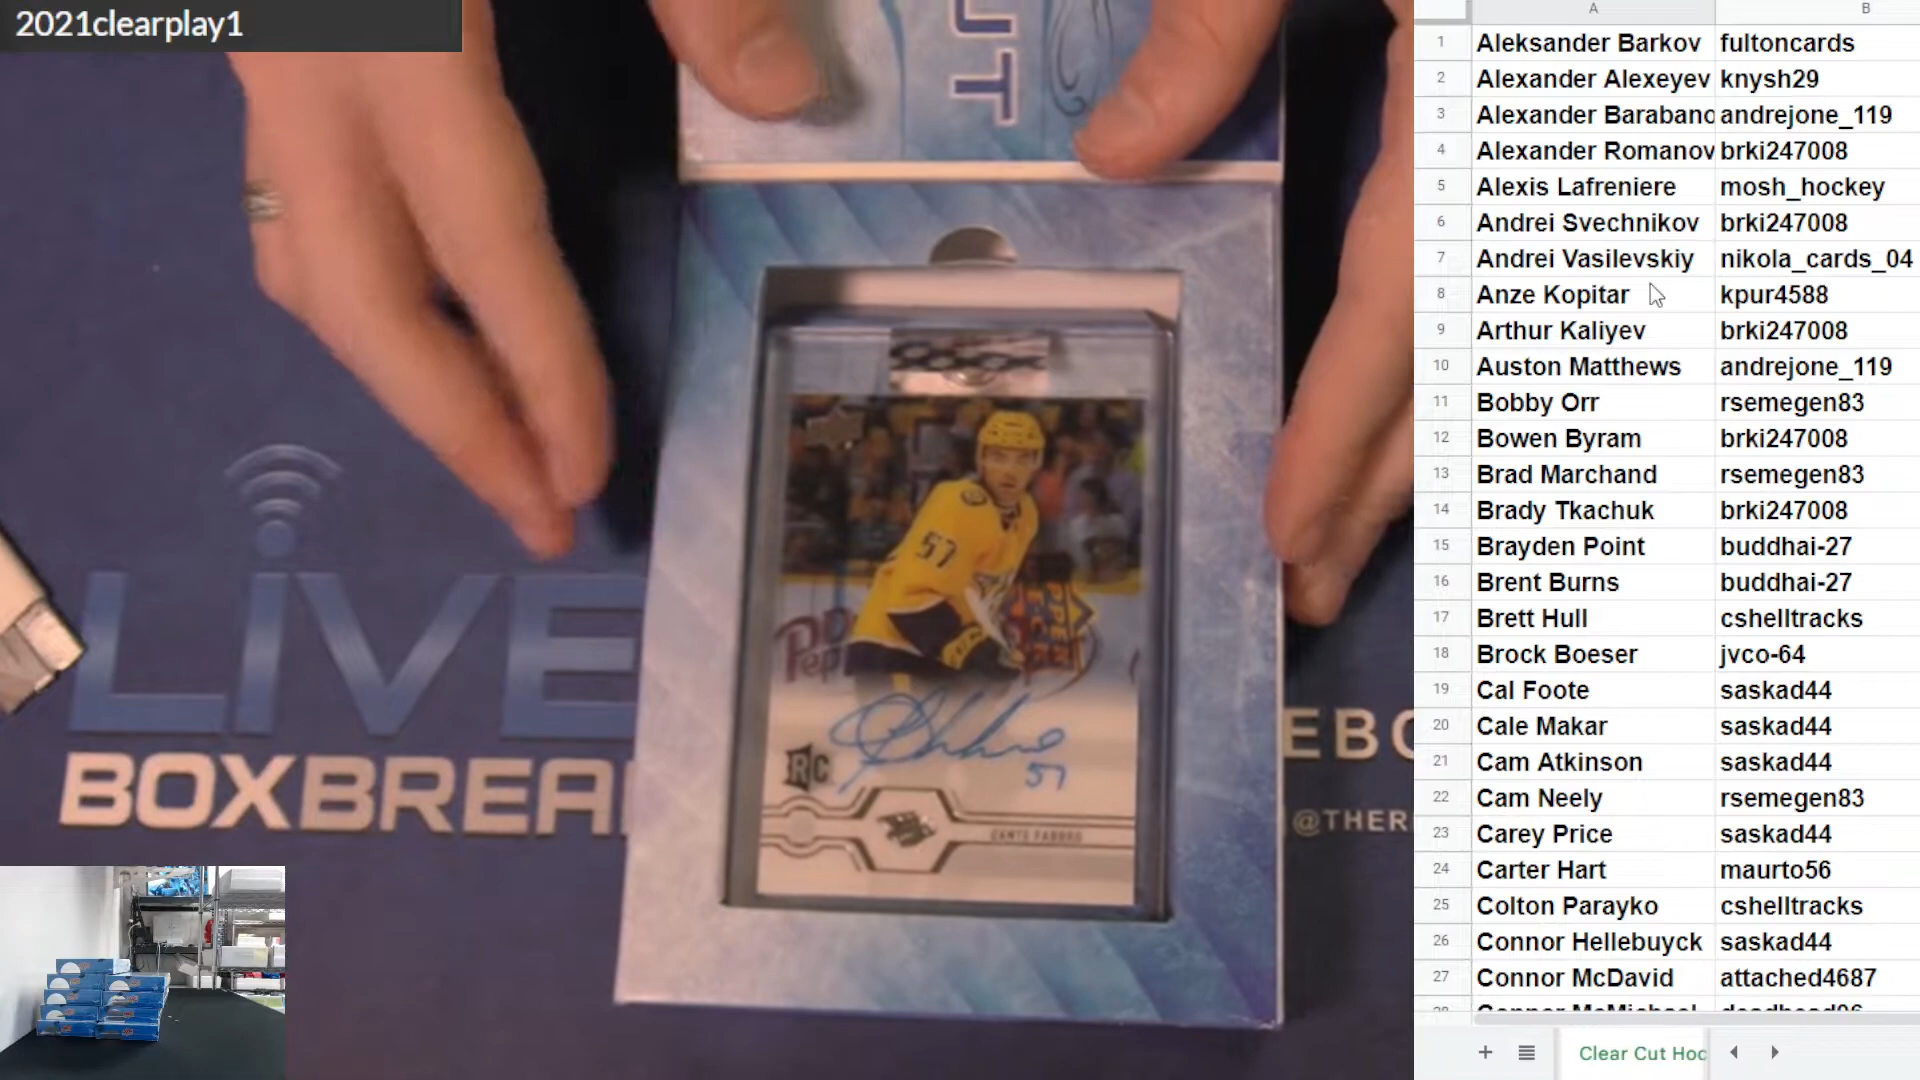 2021clearplay1
UT
57
Pep
57
RC
DANTE FABBRO
LIVE
BOXBREA
EBO
@THER
A B
1 Aleksander Barkov fultoncards
2 Alexander Alexeyev knysh29
3 Alexander Barabano andrejone_119
4 Alexander Romanov brki247008
5 Alexis Lafreniere mosh_hockey
6 Andrei Svechnikov brki247008
7 Andrei Vasilevskiy nikola_cards_04
8 Anze Kopitar kpur4588
9 Arthur Kaliyev brki247008
10 Auston Matthews andrejone_119
11 Bobby Orr rsemegen83
12 Bowen Byram brki247008
13 Brad Marchand rsemegen83
14 Brady Tkachuk brki247008
15 Brayden Point buddhai-27
16 Brent Burns buddhai-27
17 Brett Hull cshelltracks
18 Brock Boeser jvco-64
19 Cal Foote saskad44
20 Cale Makar saskad44
21 Cam Atkinson saskad44
22 Cam Neely rsemegen83
23 Carey Price saskad44
24 Carter Hart maurto56
25 Colton Parayko cshelltracks
26 Connor Hellebuyck saskad44
27 Connor McDavid attached4687
Clear Cut Hoc